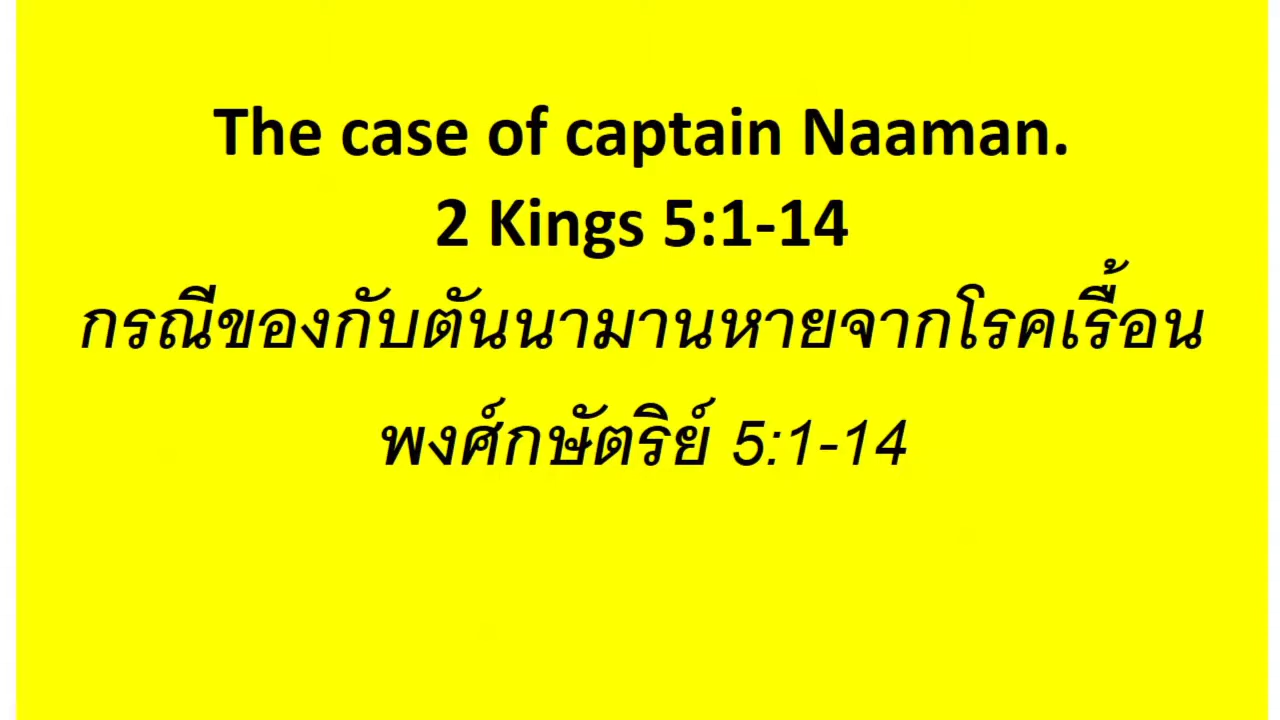 The case of captain Naaman.
2 Kings 5:1-14
กรณีของกับตันนามานหายจากโรคเรื้อน
พงศ์กษัตริย์ 5:1-14